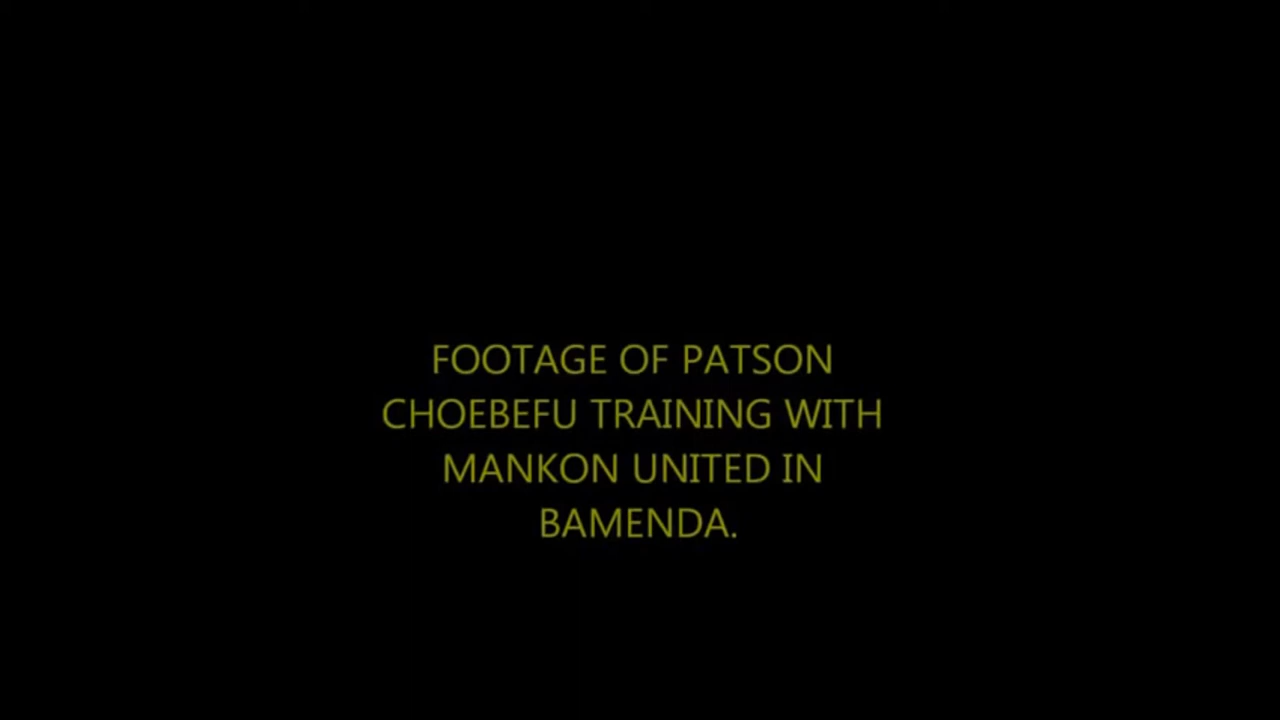 FOOTAGE OF PATSON
CHOEBEFU TRAINING WITH
MANKON UNITED IN
BAMENDA.